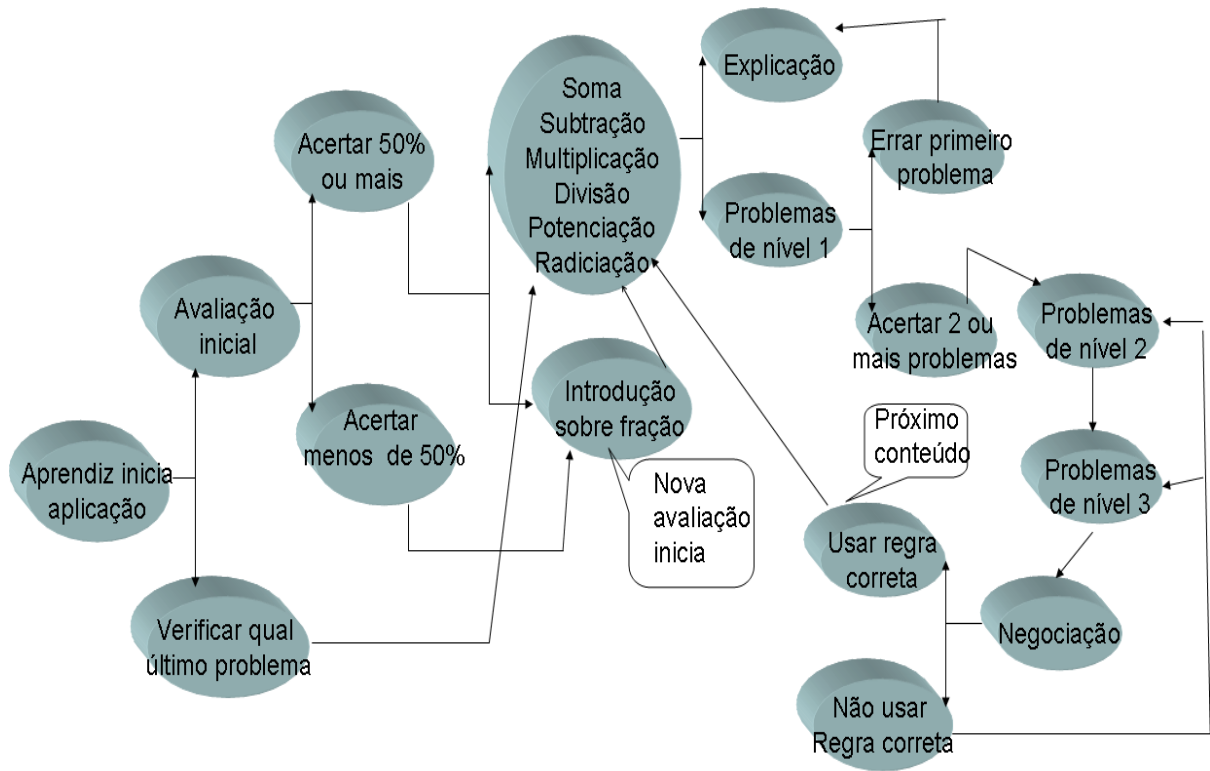 Aprendiz inicia
aplicação
Avaliação
inicial
Verificar qual
último problema
Acertar 50%
ou mais
Acertar
menos de 50%
Soma
Subtração
Multiplicação
Divisão
Potenciação
Radiciação
Introdução
sobre fração
Nova
avaliação
inicia
Explicação
Problemas
de nível 1
Errar primeiro
problema
Acertar 2 ou
mais problemas
Problemas
de nível 2
Problemas
de nível 3
Negociação
Próximo
conteúdo
Usar regra
correta
Não usar
Regra correta